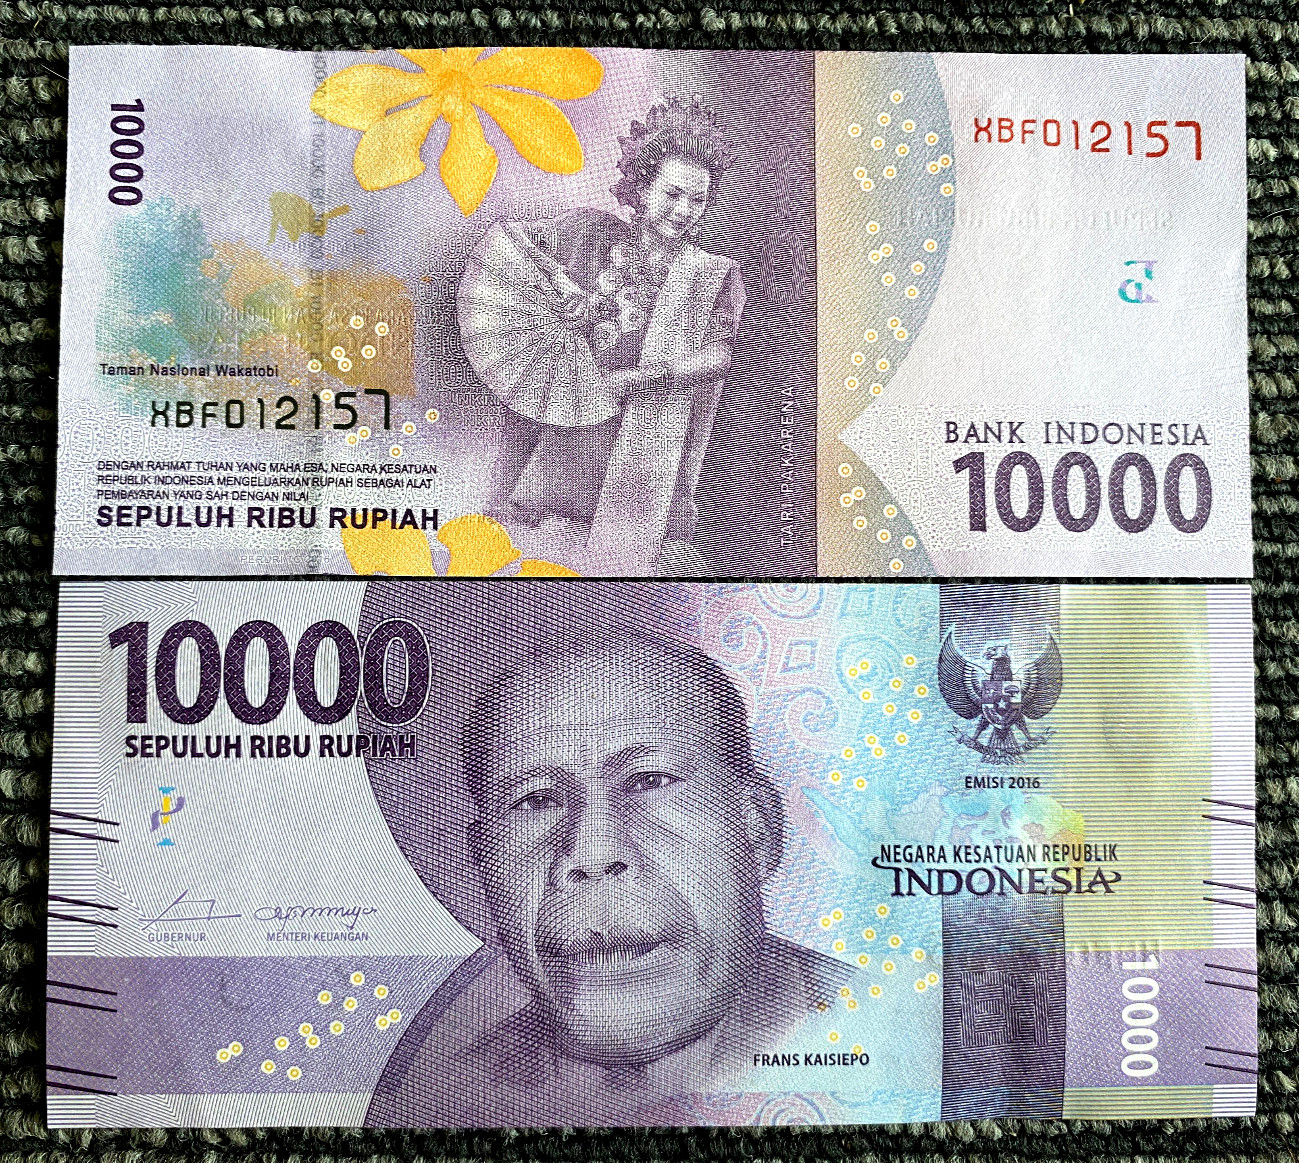 10000
XBF012157
Taman Nasional Wakatobi
XBF012157
DENGAN RAHMAT TUHAN YANG MAHA ESA, NEGARA KESATUAN
REPUBLIK INDONESIA MENGELUARKAN RUPIAH SEBAGAI ALAT
PEMBAYARAN YANG SAH DENGAN NILAI
SEPULUH RIBU RUPIAH
TARI PAKARENA
BANK INDONESIA
10000
10000
SEPULUH RIBU RUPIAH
GUBERNUR
MENTERI KEUANGAN
EMISI 2016
NEGARA KESATUAN REPUBLIK
INDONESIA
FRANS KAISIEPO
10000